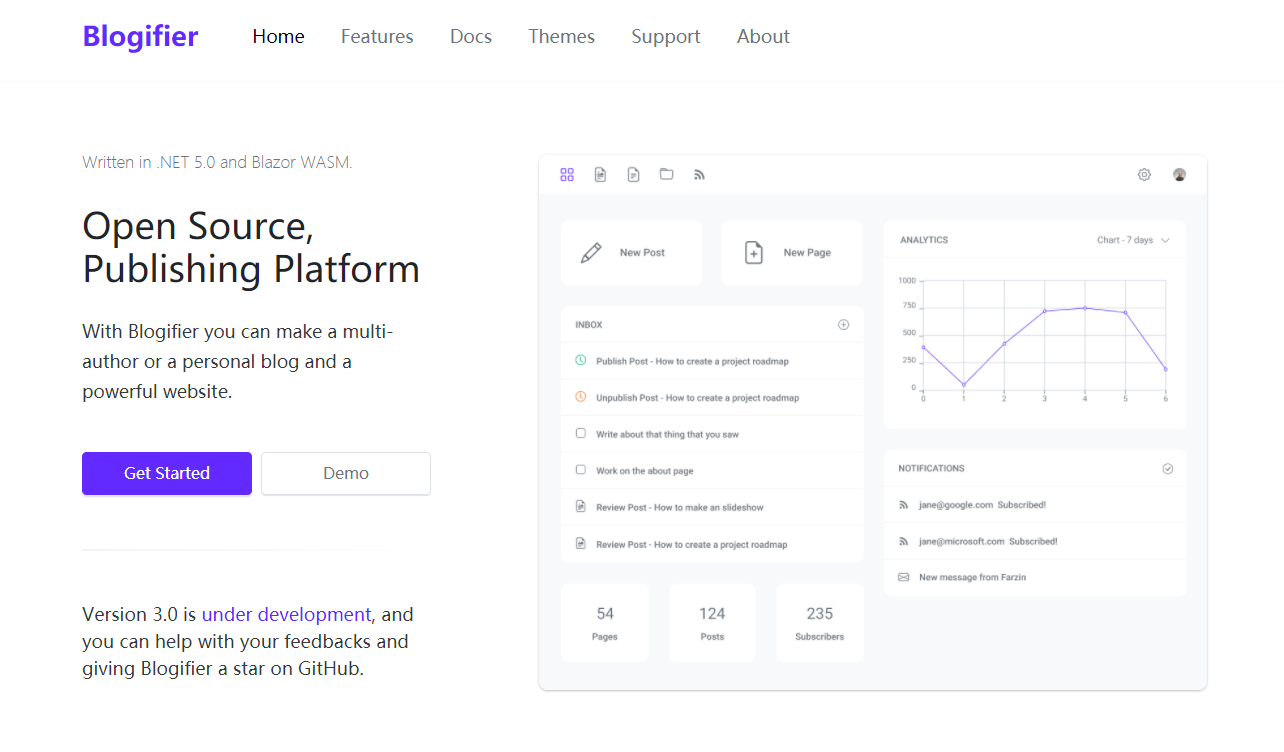 Blogifier
Home Features Docs Themes Support About
Written in .NET 5.0 and Blazor WASM.
Open Source,
Publishing Platform
With Blogifier you can make a multi-
author or a personal blog and a
powerful website.
Get Started
Demo
Version 3.0 is under development, and
you can help with your feedbacks and
giving Blogifier a star on GitHub.
New Post
New Page
INBOX
Publish Post - How to create a project roadmap
Unpublish Post - How to create a project roadmap
Write about that thing that you saw
Work on the about page
Review Post - How to make an slideshow
Review Post - How to create a project roadmap
54
Pages
124
Posts
235
Subscribers
ANALYTICS
Chart - 7 days
1000
750
500
250
0
0 1 2 3 4 5 6
NOTIFICATIONS
jane@google.com Subscribed!
jane@microsoft.com Subscribed!
New message from Farzin